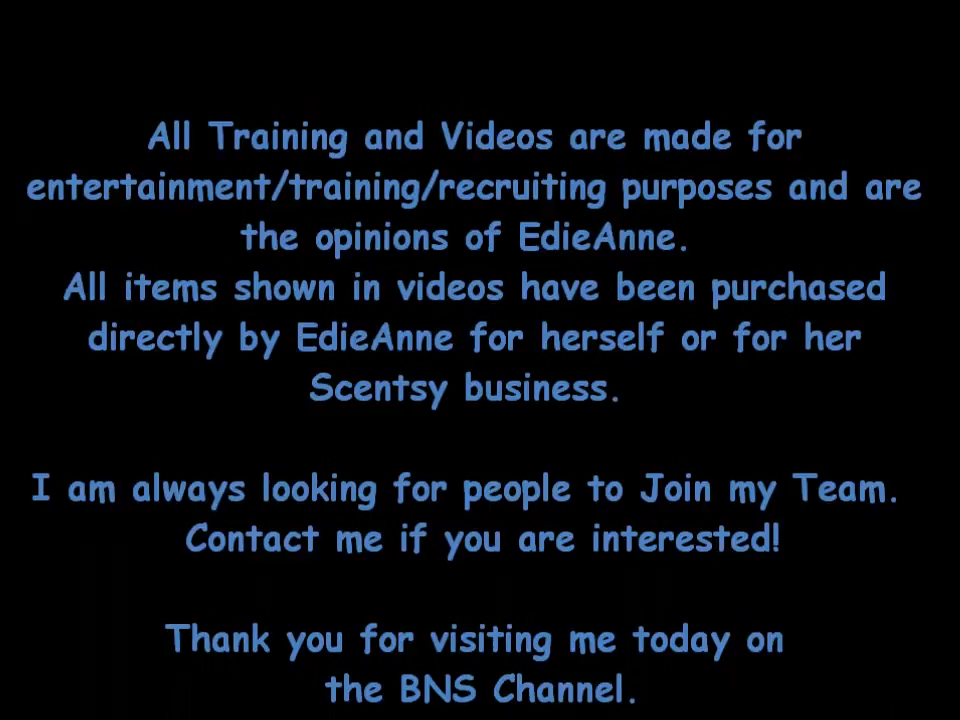 All Training and Videos are made for
entertainment/training/recruiting purposes and are
the opinions of EdieAnne.
All items shown in videos have been purchased
directly by EdieAnne for herself or for her
Scentsy business.
I am always looking for people to Join my Team.
Contact me if you are interested!
Thank you for visiting me today on
the BNS Channel.